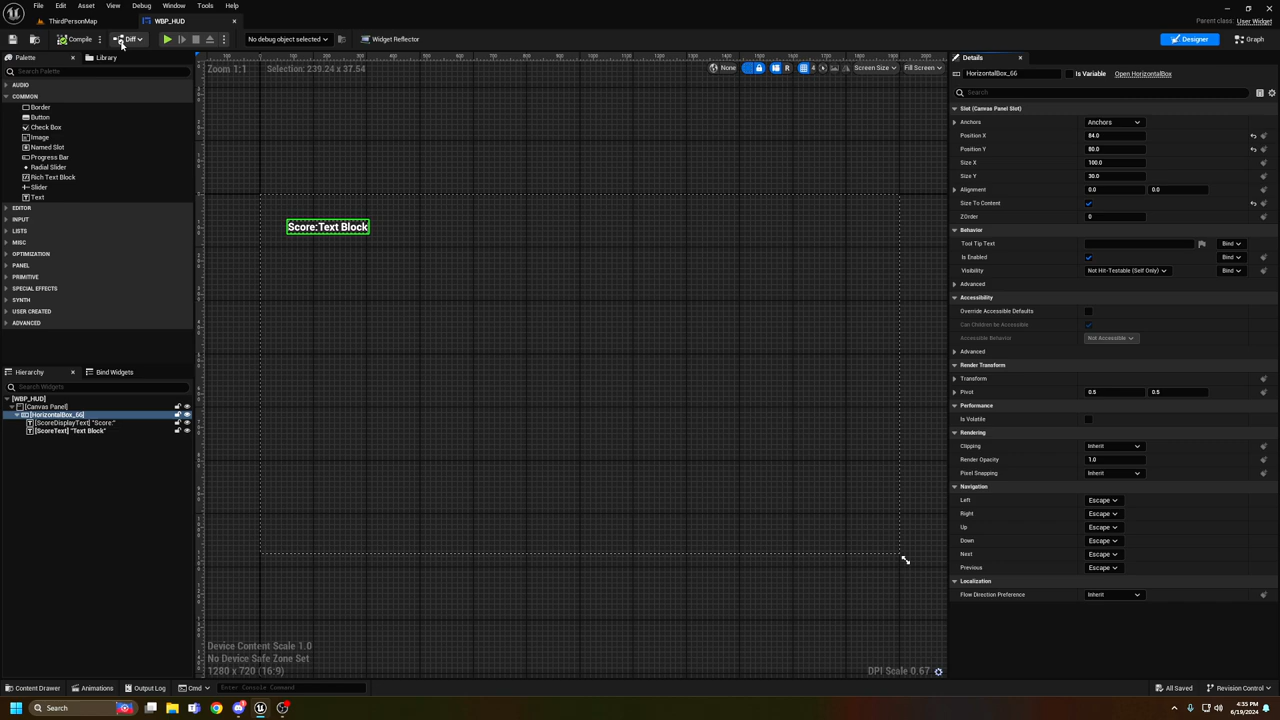 File Edit Asset View Debug Window Tools Help
ThirdPersonMap WBP_HUD Parent class: User Widget
Compile Diff No debug object selected Widget Reflector Designer Graph
Palette Library Details
Search Palette
Zoom 1:1 Selection: 239.24 x 37.54 None R 4 Screen Size Fill Screen
HorizontalBox_66 Is Variable Open HorizontalBox
Search
AUDIO
COMMON
Border
Button
Check Box
Image
Named Slot
Progress Bar
Radial Slider
Rich Text Block
Slider
Text
EDITOR
INPUT
LISTS
MISC
OPTIMIZATION
PANEL
PRIMITIVE
SPECIAL EFFECTS
SYNTH
USER CREATED
ADVANCED
Hierarchy Bind Widgets
Search Widgets
[WBP_HUD]
[Canvas Panel]
[HorizontalBox_66]
[ScoreDisplayText] "Score:"
[ScoreText] "Text Block"
Score:Text Block
Device Content Scale 1.0
No Device Safe Zone Set
1280 x 720 (16:9) DPI Scale 0.67
Slot (Canvas Panel Slot)
Anchors Anchors
Position X 84.0
Position Y 80.0
Size X 100.0
Size Y 30.0
Alignment 0.0 0.0
Size To Content
ZOrder 0
Behavior
Tool Tip Text Bind
Is Enabled Bind
Visibility Not Hit-Testable (Self Only) Bind
Advanced
Accessibility
Override Accessible Defaults
Can Children be Accessible
Accessible Behavior Not Accessible
Advanced
Render Transform
Transform
Pivot 0.5 0.5
Performance
Is Volatile
Rendering
Clipping Inherit
Render Opacity 1.0
Pixel Snapping Inherit
Navigation
Left Escape
Right Escape
Up Escape
Down Escape
Next Escape
Previous Escape
Localization
Flow Direction Preference Inherit
Content Drawer Animations Output Log Cmd Enter Console Command All Saved Revision Control
Search 4:35 PM
6/19/2024